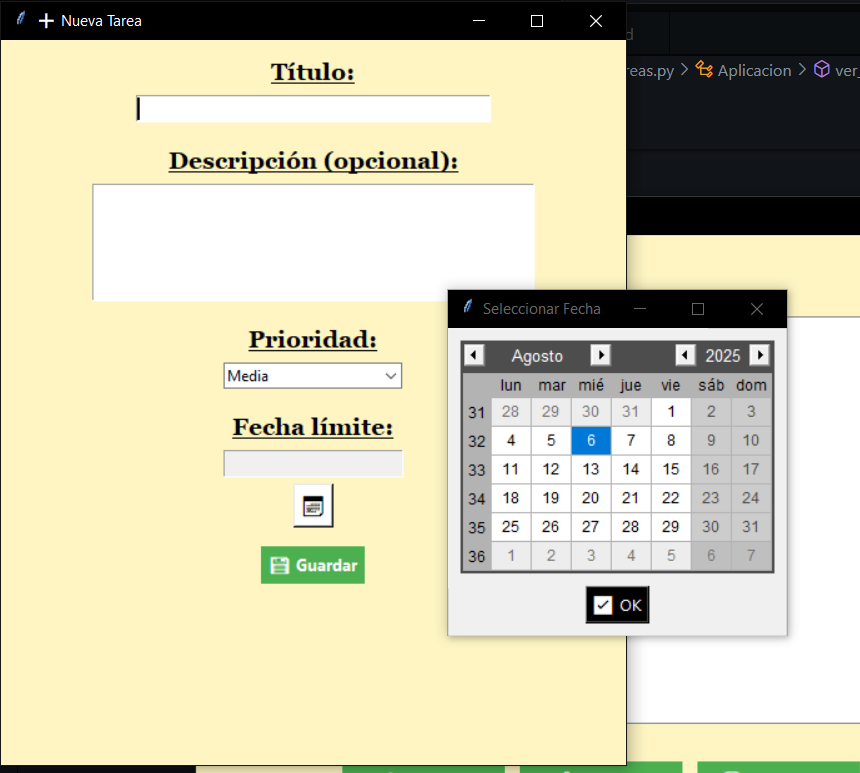 Nueva Tarea
Título:
Descripción (opcional):
Prioridad:
Media
Fecha límite:
Guardar
eas.py > Aplicacion > ver_
Seleccionar Fecha
Agosto 2025
lun mar mié jue vie sáb dom
31 28 29 30 31 1 2 3
32 4 5 6 7 8 9 10
33 11 12 13 14 15 16 17
34 18 19 20 21 22 23 24
35 25 26 27 28 29 30 31
36 1 2 3 4 5 6 7
OK